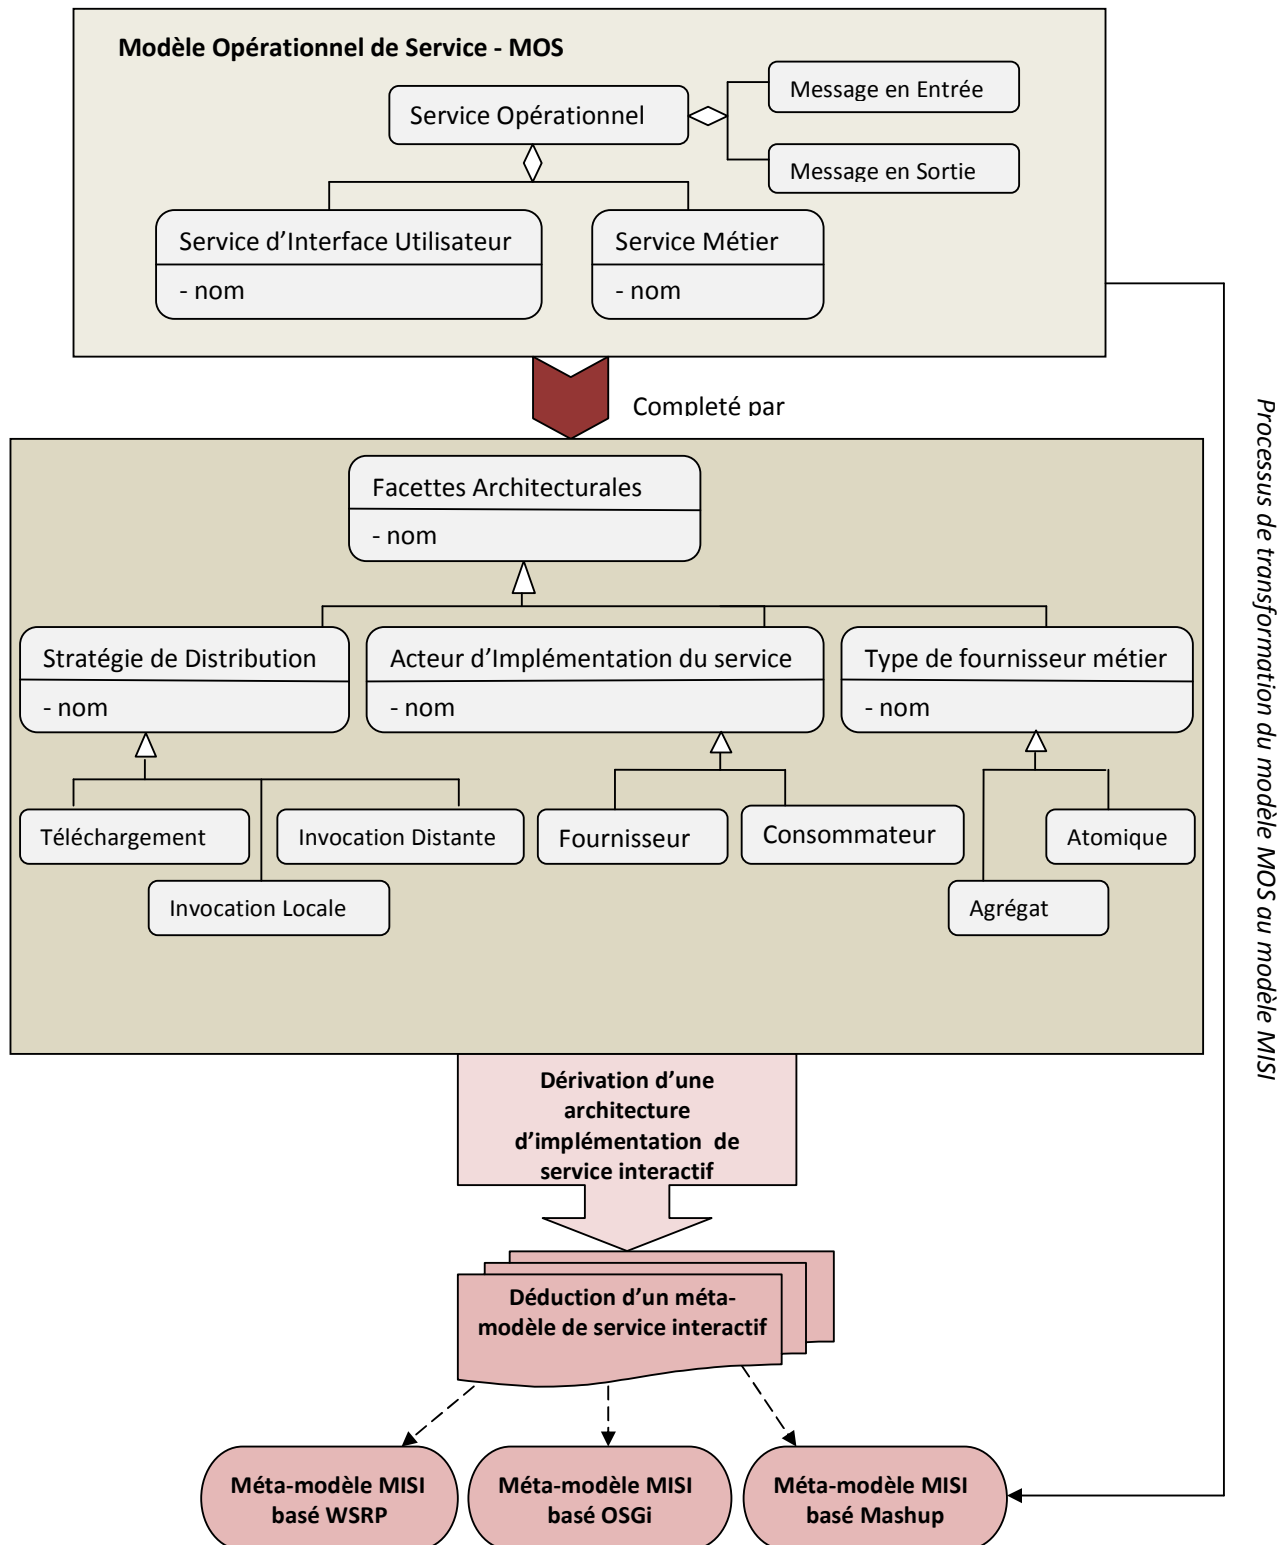 Modèle Opérationnel de Service - MOS
Service Opérationnel
Message en Entrée
Message en Sortie
Service d’Interface Utilisateur
- nom
Service Métier
- nom
Completé par
Facettes Architecturales
- nom
Stratégie de Distribution
- nom
Acteur d’Implémentation du service
- nom
Type de fournisseur métier
- nom
Téléchargement
Invocation Distante
Invocation Locale
Fournisseur
Consommateur
Atomique
Agrégat
Processus de transformation du modèle MOS au modèle MISI
Dérivation d’une
architecture
d’implémentation de
service interactif
Déduction d’un méta-
modèle de service interactif
Méta-modèle MISI
basé WSRP
Méta-modèle MISI
basé OSGi
Méta-modèle MISI
basé Mashup